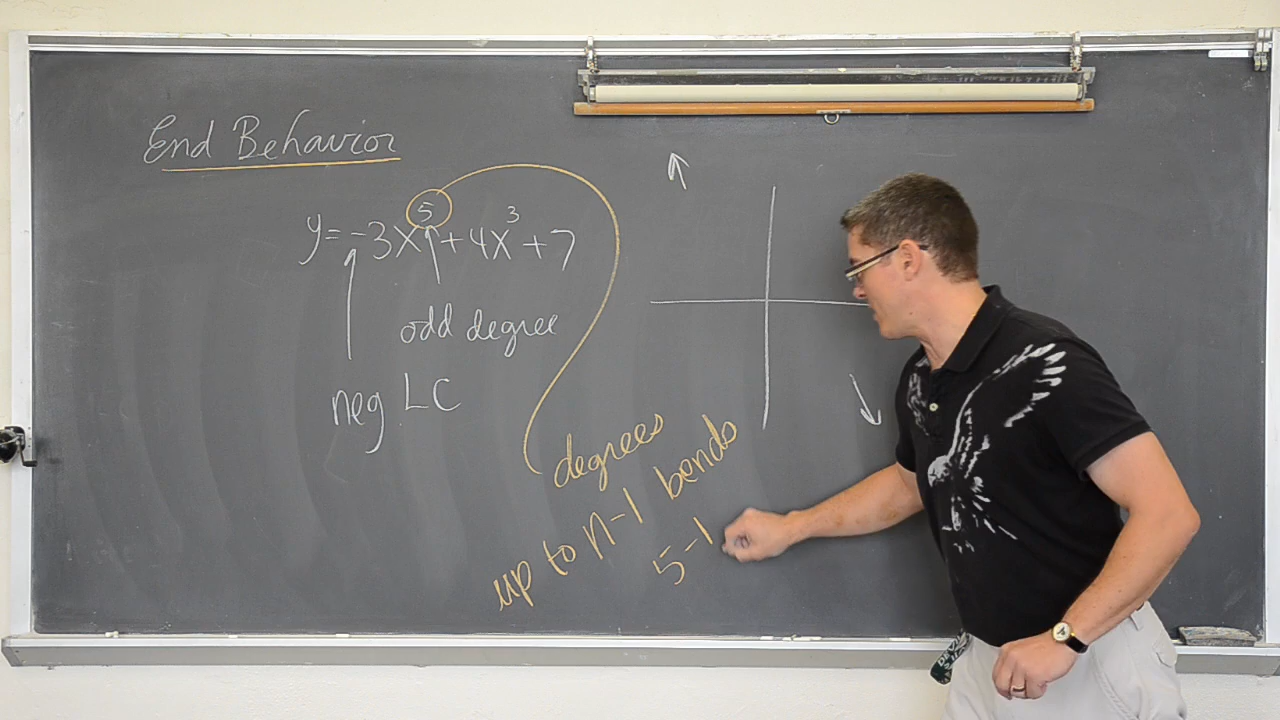 End Behavior
y=-3x⁵+4x³+7
odd degree
neg LC
degrees
up to n-1 bends
5-1